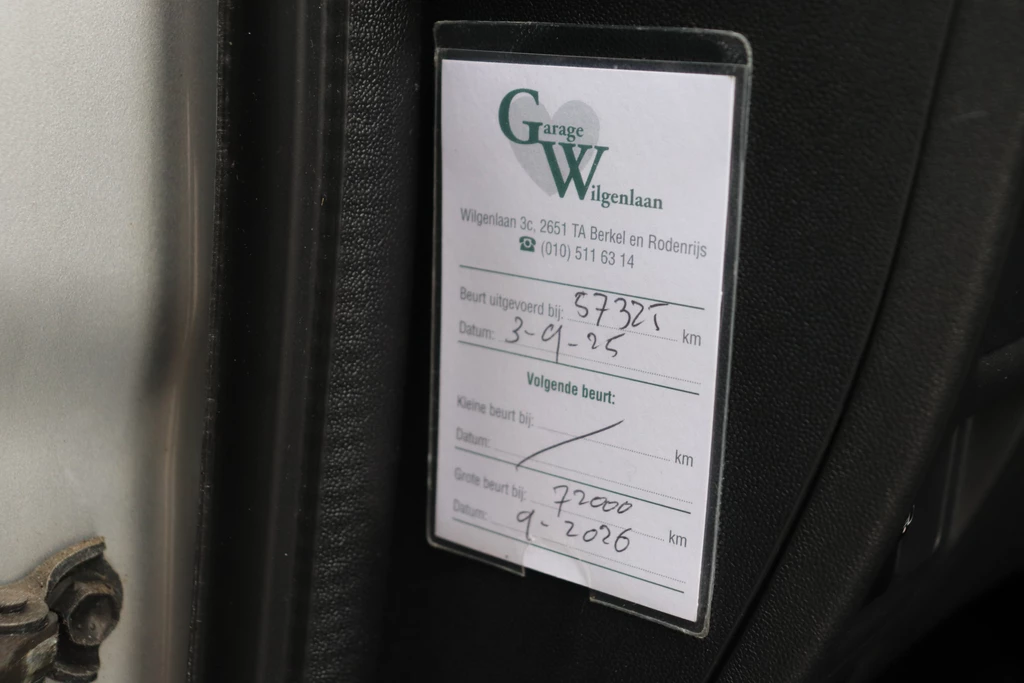 Garage
Wilgenlaan
Wilgenlaan 3c, 2651 TA Berkel en Rodenrijs
☎ (010) 511 63 14
Beurt uitgevoerd bij: 57325 km
Datum: 3-9-25
Volgende beurt:
Kleine beurt bij: km
Datum:
Grote beurt bij: 72000 km
Datum: 9-2026